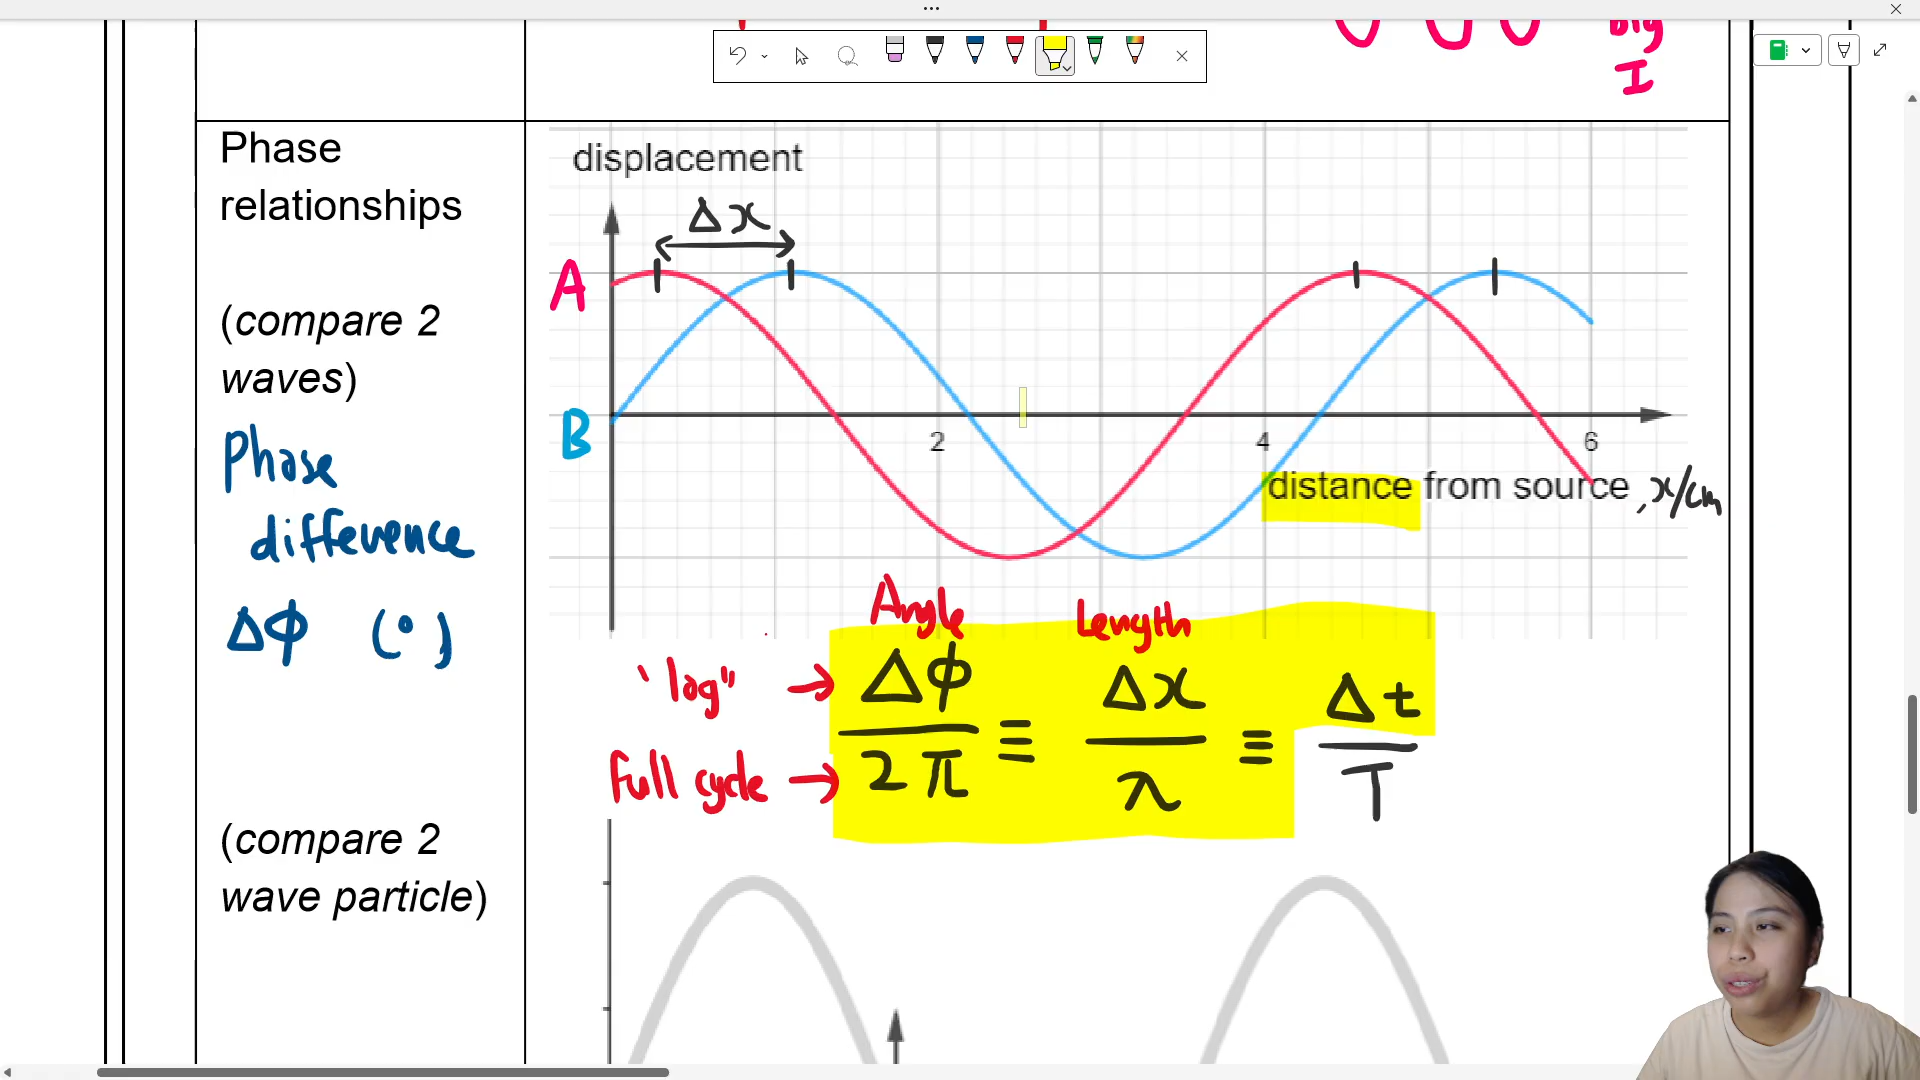 big
I
Phase
relationships
(compare 2
waves)
Phase
difference
Δϕ (°)
(compare 2
wave particle)
displacement
Δx
A
B
2 4 6
distance from source, x/cm
Angle Length
"lag" → Δϕ ≡ Δx ≡ Δt
Full cycle → 2π λ T